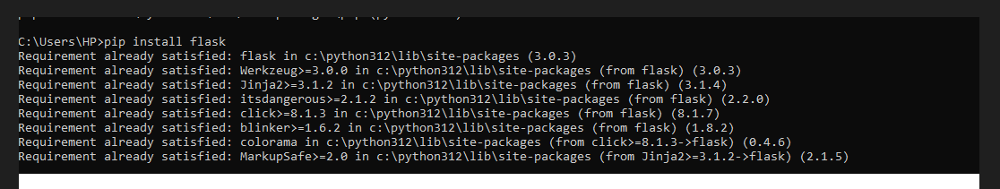 C:\Users\HP>pip install flask
Requirement already satisfied: flask in c:\python312\lib\site-packages (3.0.3)
Requirement already satisfied: Werkzeug>=3.0.0 in c:\python312\lib\site-packages (from flask) (3.0.3)
Requirement already satisfied: Jinja2>=3.1.2 in c:\python312\lib\site-packages (from flask) (3.1.4)
Requirement already satisfied: itsdangerous>=2.1.2 in c:\python312\lib\site-packages (from flask) (2.2.0)
Requirement already satisfied: click>=8.1.3 in c:\python312\lib\site-packages (from flask) (8.1.7)
Requirement already satisfied: blinker>=1.6.2 in c:\python312\lib\site-packages (from flask) (1.8.2)
Requirement already satisfied: colorama in c:\python312\lib\site-packages (from click>=8.1.3->flask) (0.4.6)
Requirement already satisfied: MarkupSafe>=2.0 in c:\python312\lib\site-packages (from Jinja2>=3.1.2->flask) (2.1.5)